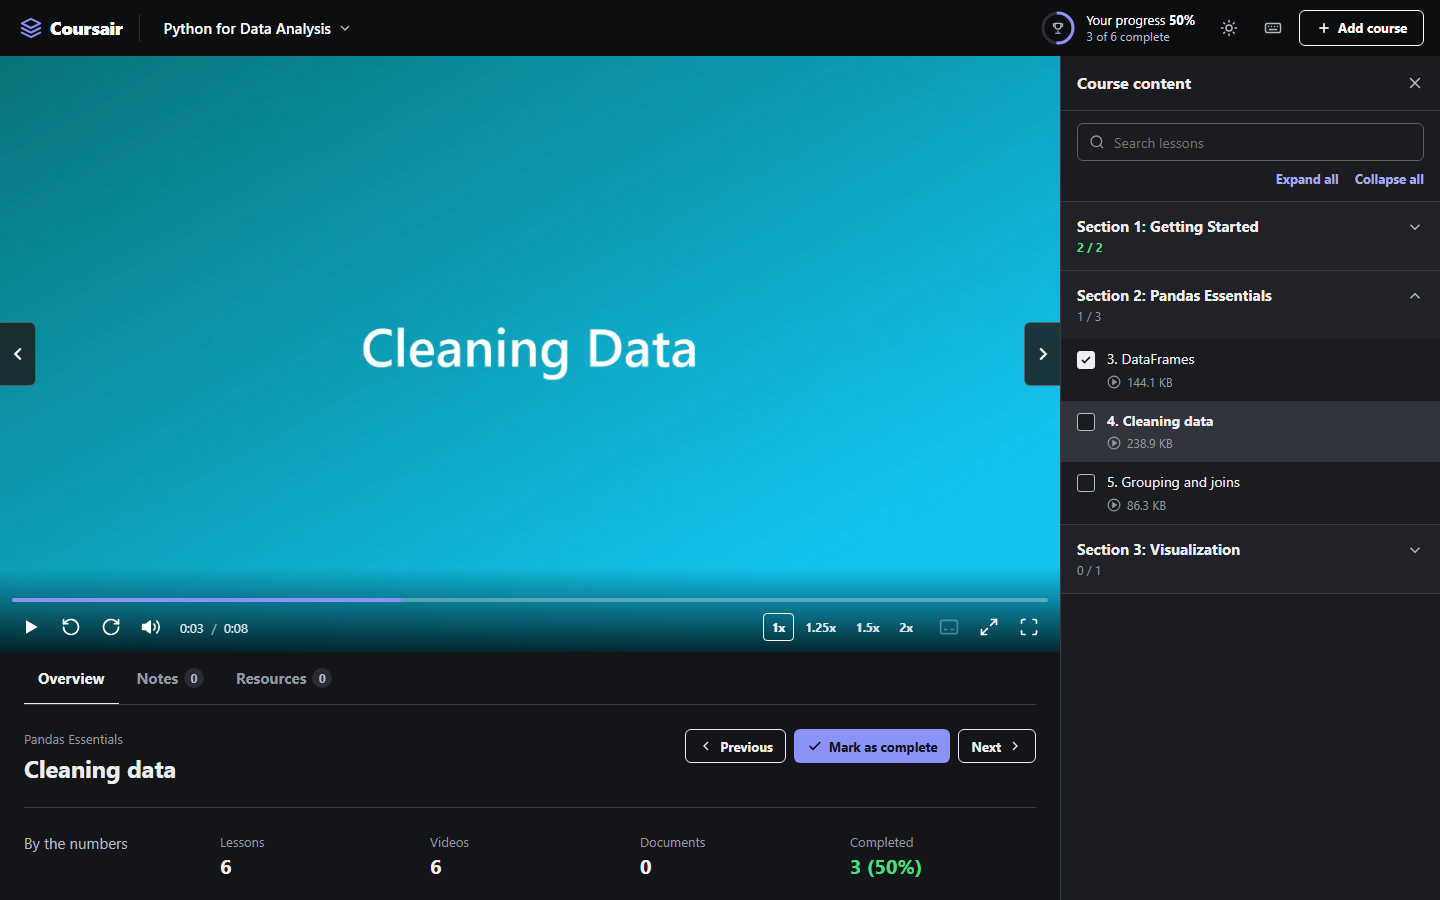 Coursair
Python for Data Analysis
Your progress 50%
3 of 6 complete
Add course
Cleaning Data
0:03 / 0:08
1x 1.25x 1.5x 2x
Overview
Notes 0
Resources 0
Pandas Essentials
Cleaning data
Previous
Mark as complete
Next
By the numbers
Lessons
6
Videos
6
Documents
0
Completed
3 (50%)
Course content
Search lessons
Expand all
Collapse all
Section 1: Getting Started
2 / 2
Section 2: Pandas Essentials
1 / 3
3. DataFrames
144.1 KB
4. Cleaning data
238.9 KB
5. Grouping and joins
86.3 KB
Section 3: Visualization
0 / 1